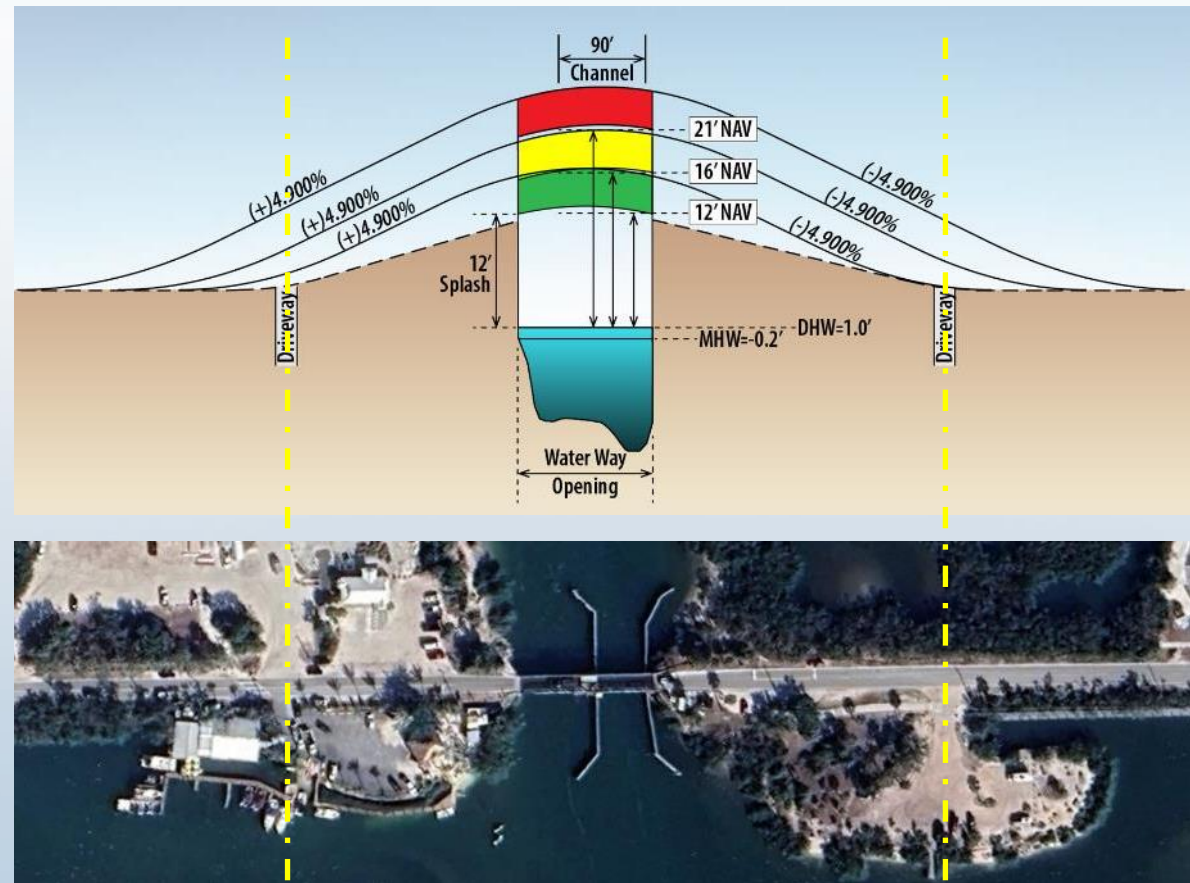 90'
Channel
21' NAV
16' NAV
12' NAV
(+)4.900%
(+)4.900%
(+)4.900%
(-)4.900%
(-)4.900%
(-)4.900%
12'
Splash
DHW=1.0'
MHW=-0.2'
Driveway
Driveway
Water Way
Opening